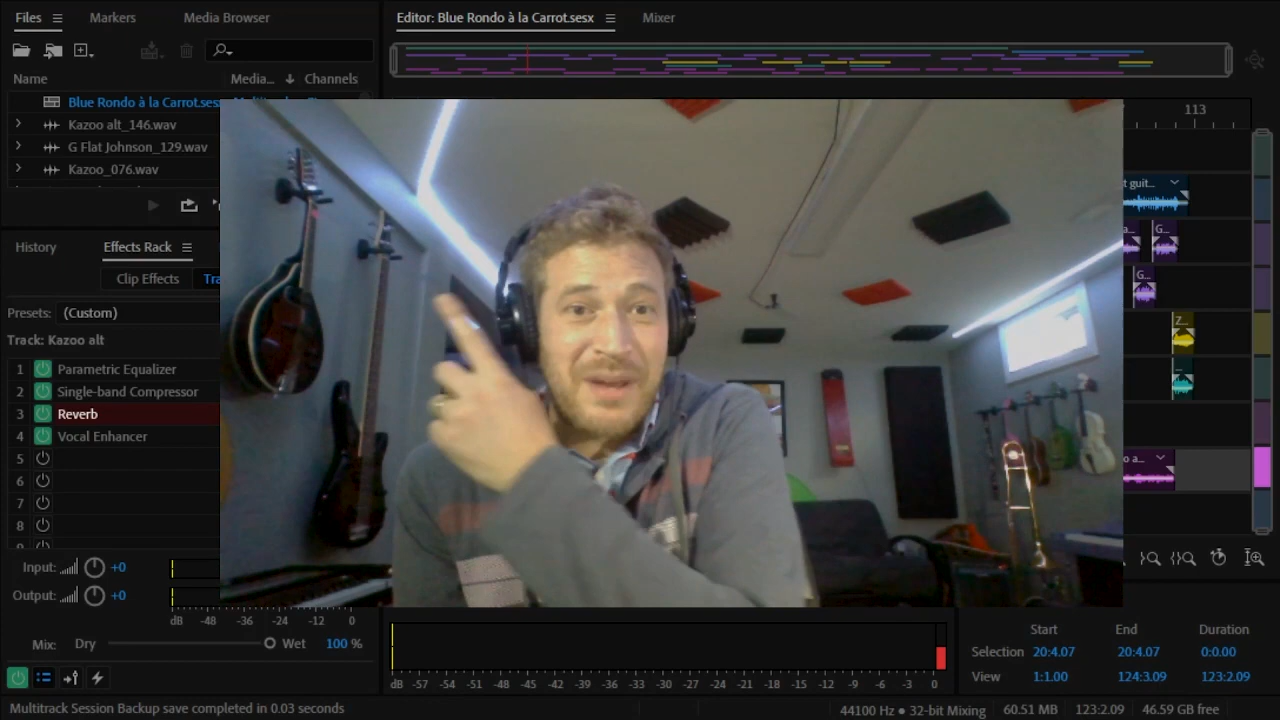 Files
Markers
Media Browser
Editor: Blue Rondo à la Carrot.sesx
Mixer
Name
Media...
Channels
Blue Rondo à la Carrot.ses
Kazoo alt_146.wav
G Flat Johnson_129.wav
Kazoo_076.wav
113
t guit...
a...
G...
G...
Z...
...
o a...
History
Effects Rack
Clip Effects
Tra
Presets: (Custom)
Track: Kazoo alt
1 Parametric Equalizer
2 Single-band Compressor
3 Reverb
4 Vocal Enhancer
5
6
7
8
Input: +0
Output: +0
dB -48 -36 -24 -12 0
Mix: Dry Wet 100 %
dB -57 -54 -51 -48 -45 -42 -39 -36 -33 -30 -27 -24 -21 -18 -15 -12 -9 -6 -3 0
Start End Duration
Selection 20:4.07 20:4.07 0:0.00
View 1:1.00 124:3.09 123:2.09
Multitrack Session Backup save completed in 0.03 seconds
44100 Hz ● 32-bit Mixing 60.51 MB 123:2.09 46.59 GB free